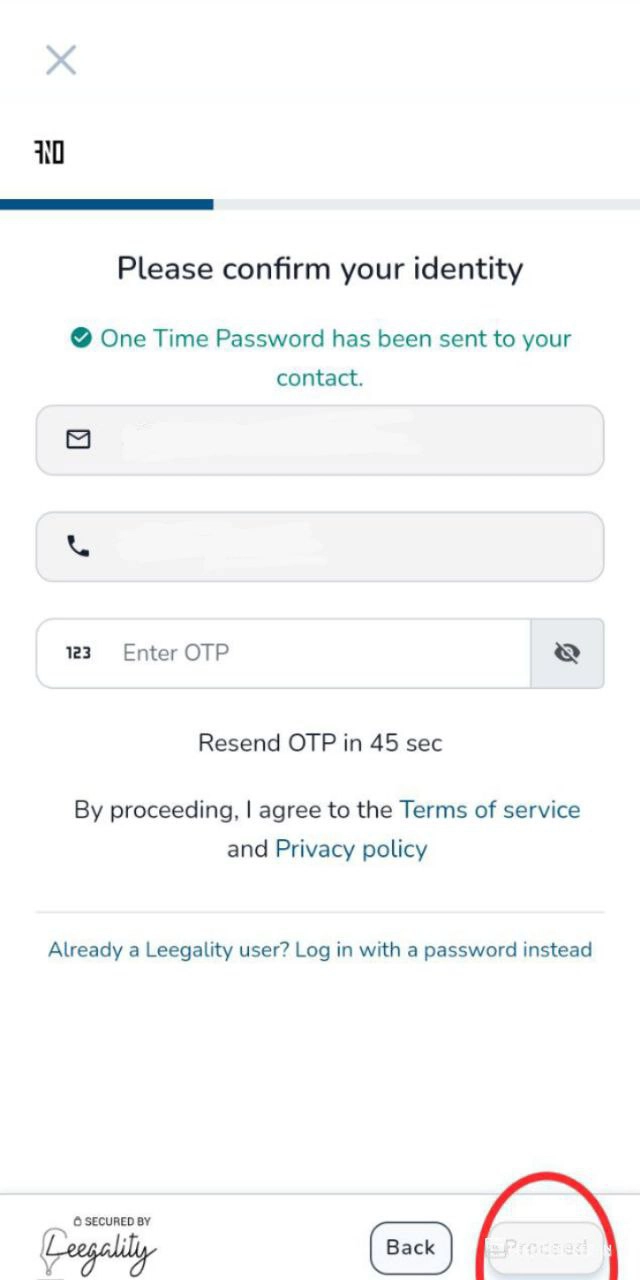 Please confirm your identity
One Time Password has been sent to your
contact.
123 Enter OTP
Resend OTP in 45 sec
By proceeding, I agree to the Terms of service
and Privacy policy
Already a Leegality user? Log in with a password instead
SECURED BY
Leegality
Back
Proceed